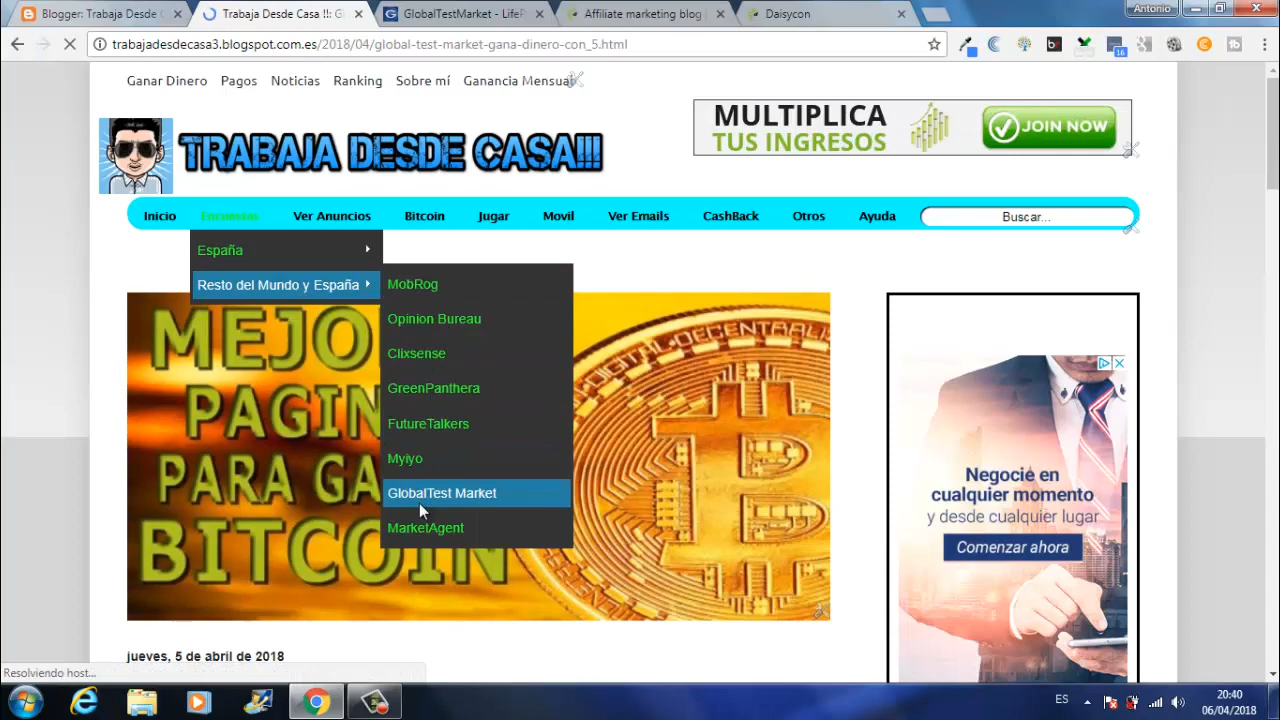 Blogger: Trabaja Desde C
Trabaja Desde Casa !!!: Gl
GlobalTestMarket - LifeP
Affiliate marketing blog
Daisycon
Antonio
trabajadesdecasa3.blogspot.com.es/2018/04/global-test-market-gana-dinero-con_5.html
16
Ganar Dinero Pagos Noticias Ranking Sobre mí Ganancia Mensual
TRABAJA DESDE CASA!!!
MULTIPLICA
TUS INGRESOS
JOIN NOW
Inicio Encuestas Ver Anuncios Bitcoin Jugar Movil Ver Emails CashBack Otros Ayuda Buscar...
España
Resto del Mundo y España
MobRog
Opinion Bureau
Clixsense
GreenPanthera
FutureTalkers
Myiyo
GlobalTest Market
MarketAgent
MEJO
PAGIN
PARA GA
BITCOIN
DIGITAL
DECENTRALI
Negocie en
cualquier momento
y desde cualquier lugar
Comenzar ahora
jueves, 5 de abril de 2018
Resolviendo host...
ES
20:40
06/04/2018